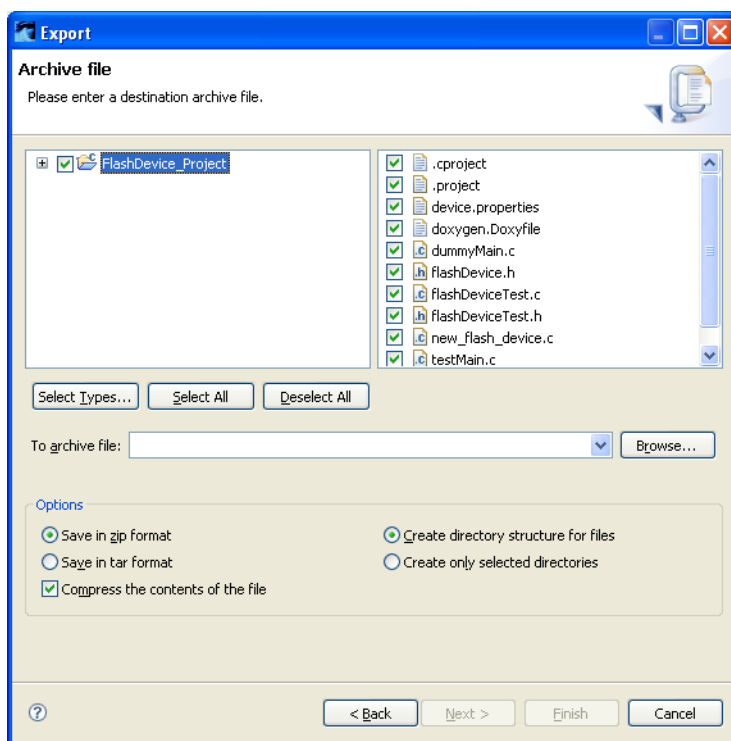 Export
Archive file
Please enter a destination archive file.
FlashDevice_Project
.cproject
.project
device.properties
doxygen.Doxyfile
dummyMain.c
flashDevice.h
flashDeviceTest.c
flashDeviceTest.h
new_flash_device.c
testMain.c
Select Types... Select All Deselect All
To archive file: Browse...
Options
Save in zip format
Save in tar format
Compress the contents of the file
Create directory structure for files
Create only selected directories
< Back Next > Finish Cancel